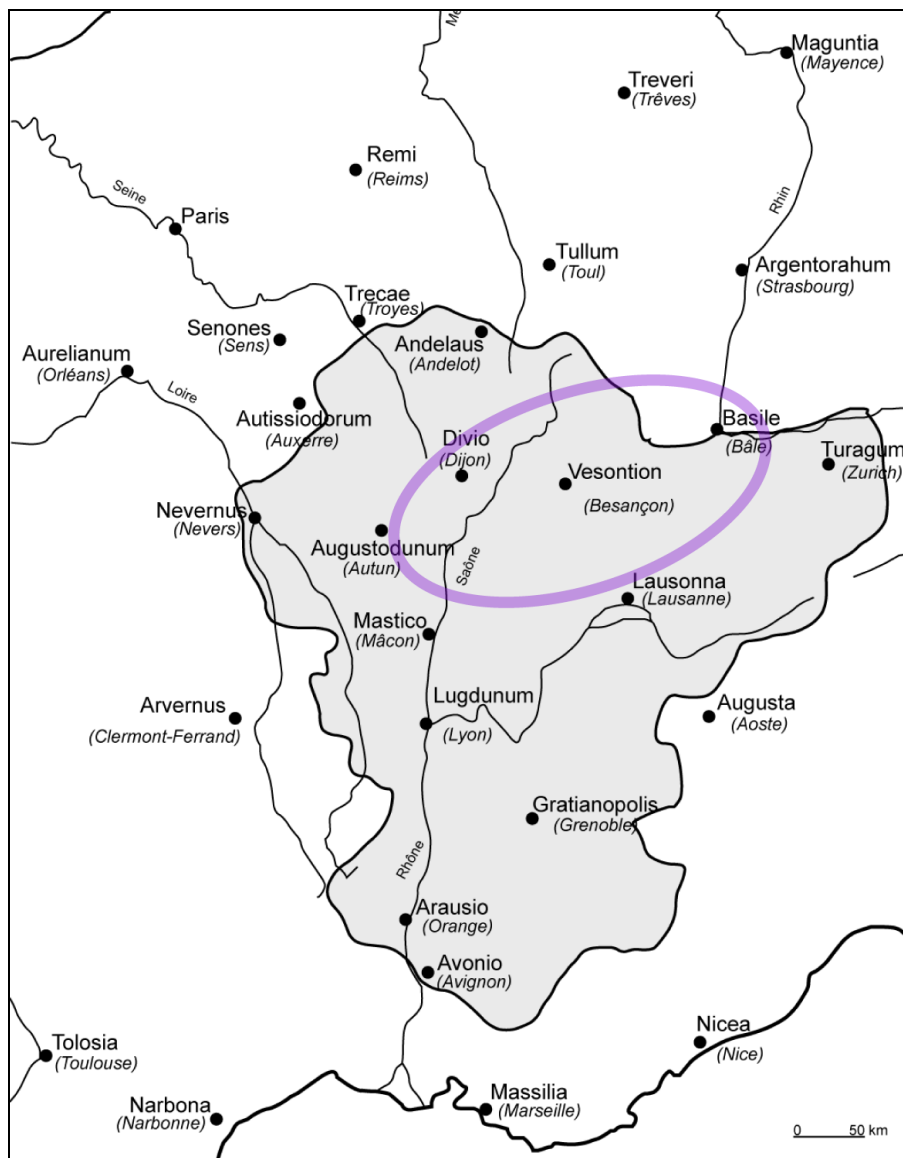 Me
Maguntia
(Mayence)
Treveri
(Trêves)
Remi
(Reims)
Seine
Rhin
Paris
Tullum
(Toul)
Argentorahum
(Strasbourg)
Trecae
(Troyes)
Senones
(Sens)
Andelaus
(Andelot)
Aurelianum
(Orléans)
Loire
Autissiodorum
(Auxerre)
Basile
(Bâle)
Divio
(Dijon)
Turagum
(Zurich)
Vesontion
(Besançon)
Nevernus
(Nevers)
Augustodunum
(Autun)
Saône
Lausonna
(Lausanne)
Mastico
(Mâcon)
Lugdunum
(Lyon)
Arvernus
(Clermont-Ferrand)
Augusta
(Aoste)
Gratianopolis
(Grenoble)
Rhône
Arausio
(Orange)
Avonio
(Avignon)
Nicea
(Nice)
Tolosia
(Toulouse)
Massilia
(Marseille)
Narbona
(Narbonne)
0 50 km